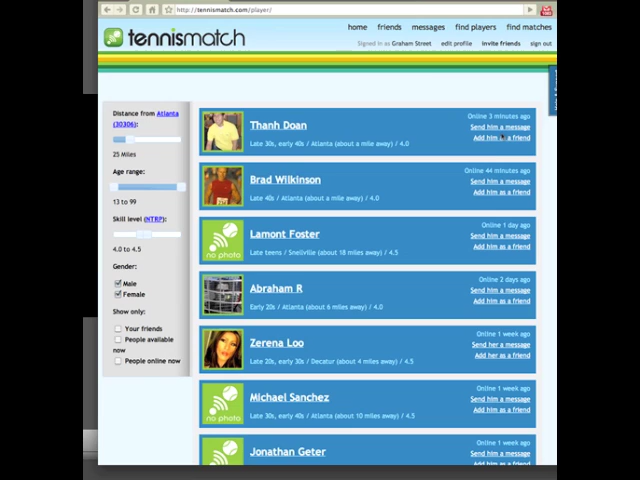 http://tennismatch.com/player/
tennismatch
home friends messages find players find matches
Signed in as Graham Street edit profile invite friends sign out
Distance from Atlanta
(30306):
25 Miles
Age range:
13 to 99
Skill level (NTRP):
4.0 to 4.5
Gender:
Male
Female
Show only:
Your friends
People available
now
People online now
Thanh Doan
Late 30s, early 40s / Atlanta (about a mile away) / 4.0
Online 3 minutes ago
Send him a message
Add him as a friend
Brad Wilkinson
Late 40s / Atlanta (about a mile away) / 4.0
Online 44 minutes ago
Send him a message
Add him as a friend
no photo
Lamont Foster
Late teens / Snellville (about 18 miles away) / 4.5
Online 1 day ago
Send him a message
Add him as a friend
Abraham R
Early 20s / Atlanta (about 6 miles away) / 4.0
Online 2 days ago
Send him a message
Add him as a friend
Zerena Loo
Late 20s, early 30s / Decatur (about 4 miles away) / 4.5
Online 1 week ago
Send her a message
Add her as a friend
no photo
Michael Sanchez
Late 30s, early 40s / Atlanta (about 10 miles away) / 4.5
Online 1 week ago
Send him a message
Add him as a friend
Jonathan Geter
Online 1 week ago
Send him a message